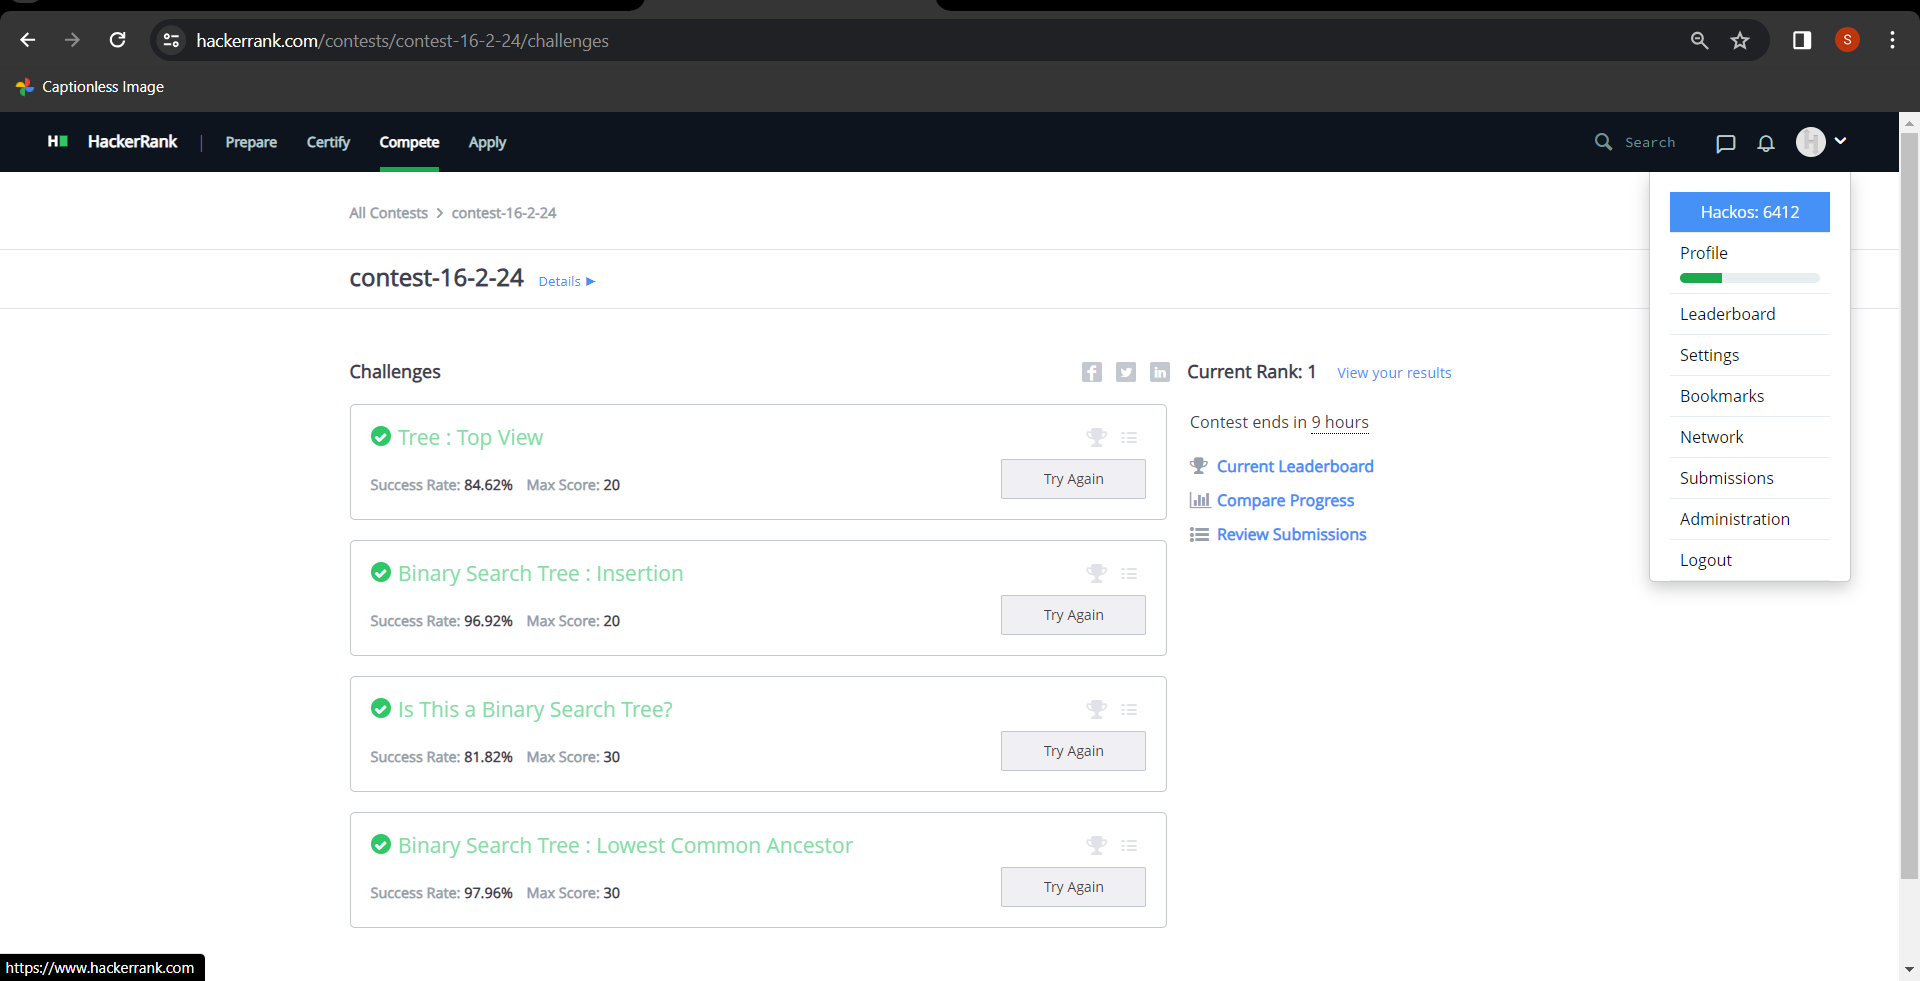 hackerrank.com/contests/contest-16-2-24/challenges
S
Captionless Image
H
HackerRank | Prepare Certify Compete Apply
Search
H
All Contests > contest-16-2-24
Hackos: 6412
Profile
contest-16-2-24 Details ▶
Leaderboard
Settings
Bookmarks
Network
Submissions
Administration
Logout
Challenges
f
in
Current Rank: 1 View your results
Contest ends in 9 hours
Current Leaderboard
Compare Progress
Review Submissions
Tree : Top View
Success Rate: 84.62% Max Score: 20
Try Again
Binary Search Tree : Insertion
Success Rate: 96.92% Max Score: 20
Try Again
Is This a Binary Search Tree?
Success Rate: 81.82% Max Score: 30
Try Again
Binary Search Tree : Lowest Common Ancestor
Success Rate: 97.96% Max Score: 30
Try Again
https://www.hackerrank.com